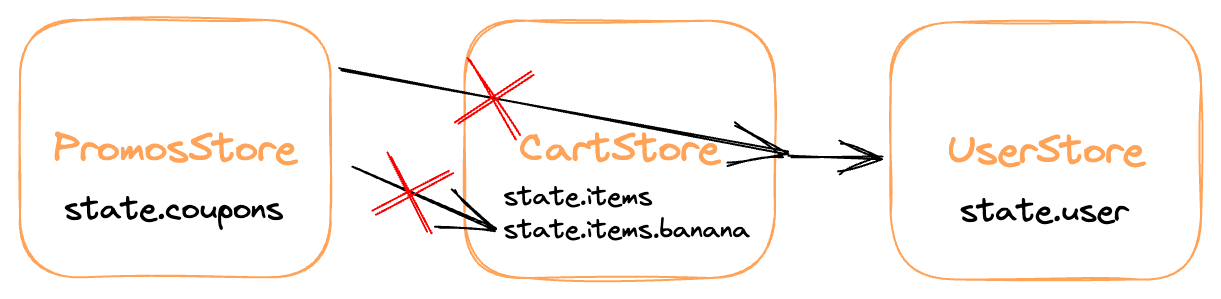 PromosStore
state.coupons
CartStore
state.items
state.items.banana
UserStore
state.user